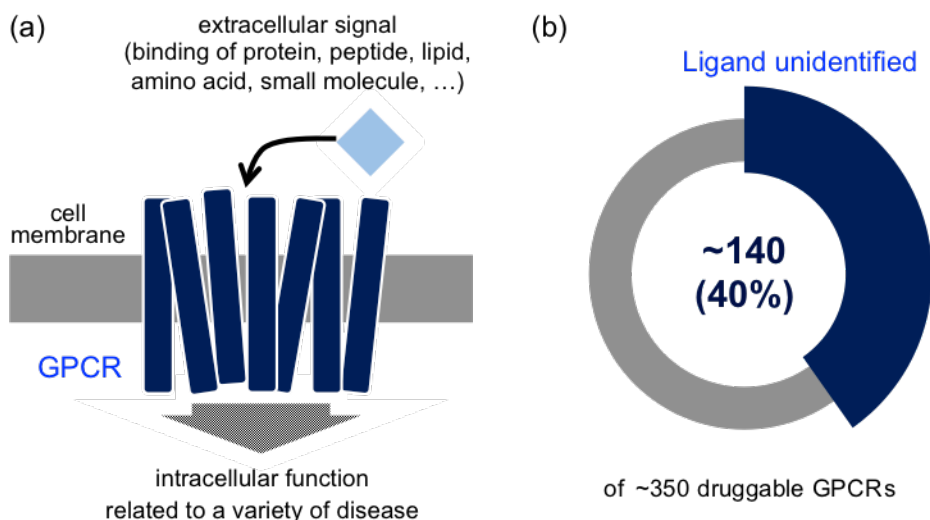 (a)
extracellular signal
(binding of protein, peptide, lipid,
amino acid, small molecule, …)
cell
membrane
GPCR
intracellular function
related to a variety of disease
(b)
Ligand unidentified
~140
(40%)
of ~350 druggable GPCRs